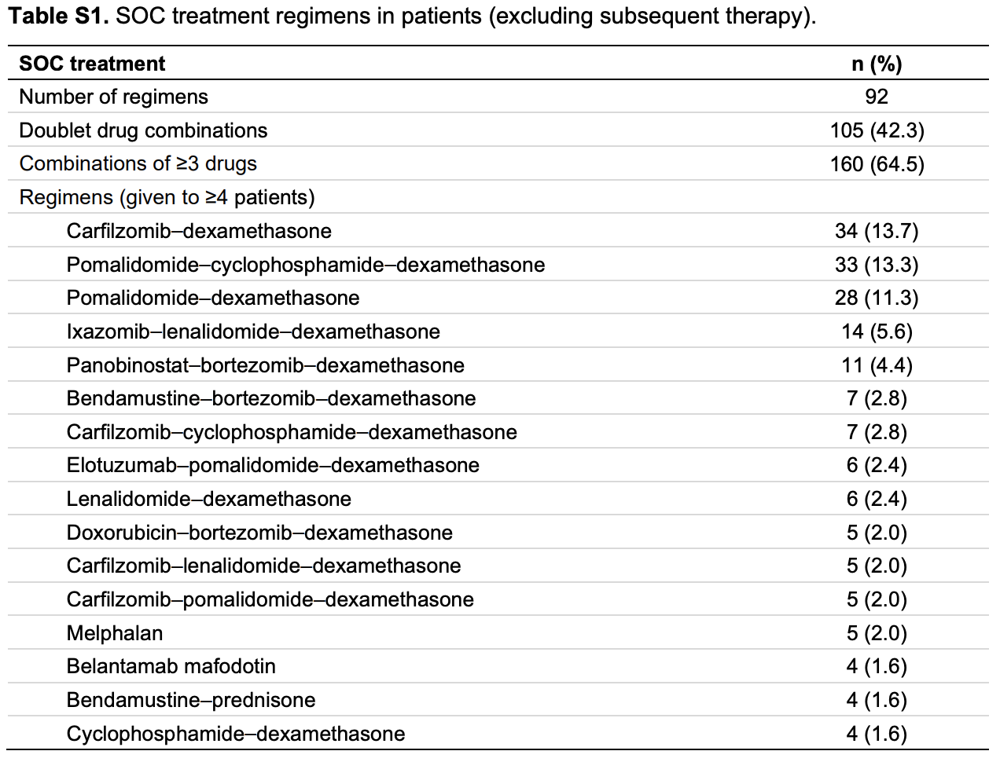 Table S1. SOC treatment regimens in patients (excluding subsequent therapy).
SOC treatment n (%)
Number of regimens 92
Doublet drug combinations 105 (42.3)
Combinations of ≥3 drugs 160 (64.5)
Regimens (given to ≥4 patients)
Carfilzomib–dexamethasone 34 (13.7)
Pomalidomide–cyclophosphamide–dexamethasone 33 (13.3)
Pomalidomide–dexamethasone 28 (11.3)
Ixazomib–lenalidomide–dexamethasone 14 (5.6)
Panobinostat–bortezomib–dexamethasone 11 (4.4)
Bendamustine–bortezomib–dexamethasone 7 (2.8)
Carfilzomib–cyclophosphamide–dexamethasone 7 (2.8)
Elotuzumab–pomalidomide–dexamethasone 6 (2.4)
Lenalidomide–dexamethasone 6 (2.4)
Doxorubicin–bortezomib–dexamethasone 5 (2.0)
Carfilzomib–lenalidomide–dexamethasone 5 (2.0)
Carfilzomib–pomalidomide–dexamethasone 5 (2.0)
Melphalan 5 (2.0)
Belantamab mafodotin 4 (1.6)
Bendamustine–prednisone 4 (1.6)
Cyclophosphamide–dexamethasone 4 (1.6)